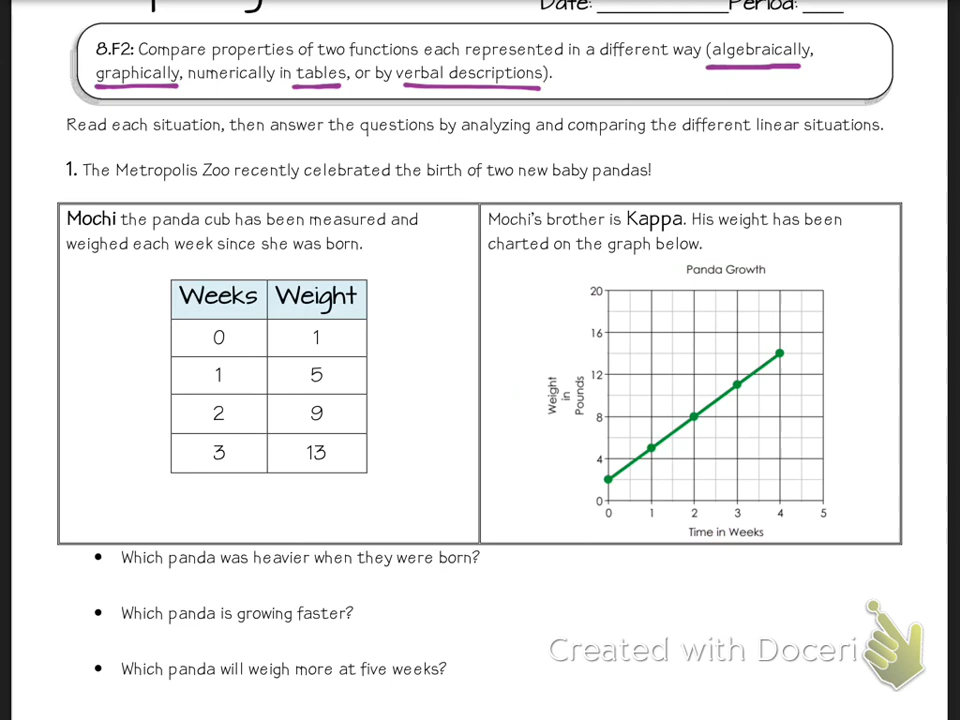 Date: ____________ Period: ____
8.F2: Compare properties of two functions each represented in a different way (algebraically,
graphically, numerically in tables, or by verbal descriptions).
Read each situation, then answer the questions by analyzing and comparing the different linear situations.
1. The Metropolis Zoo recently celebrated the birth of two new baby pandas!
Mochi the panda cub has been measured and
weighed each week since she was born.
Weeks Weight
0 1
1 5
2 9
3 13
Mochi's brother is Kappa. His weight has been
charted on the graph below.
Panda Growth
20
16
12
8
4
0
Weight
in
Pounds
0 1 2 3 4 5
Time in Weeks
• Which panda was heavier when they were born?
• Which panda is growing faster?
• Which panda will weigh more at five weeks?
Created with Doceri